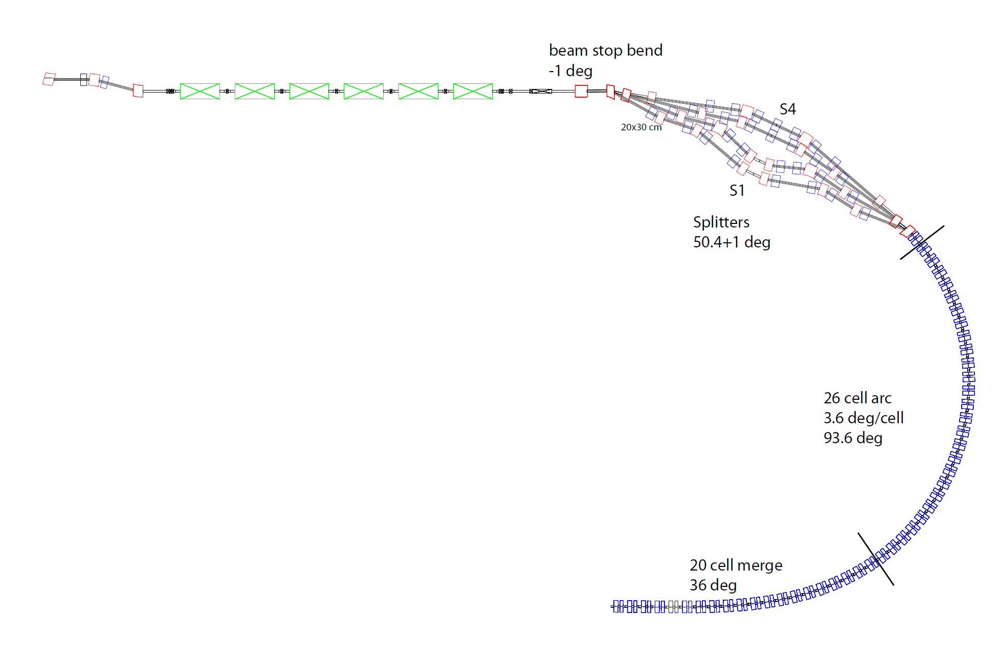 beam stop bend
-1 deg
S4
20x30 cm
S1
Splitters
50.4+1 deg
26 cell arc
3.6 deg/cell
93.6 deg
20 cell merge
36 deg